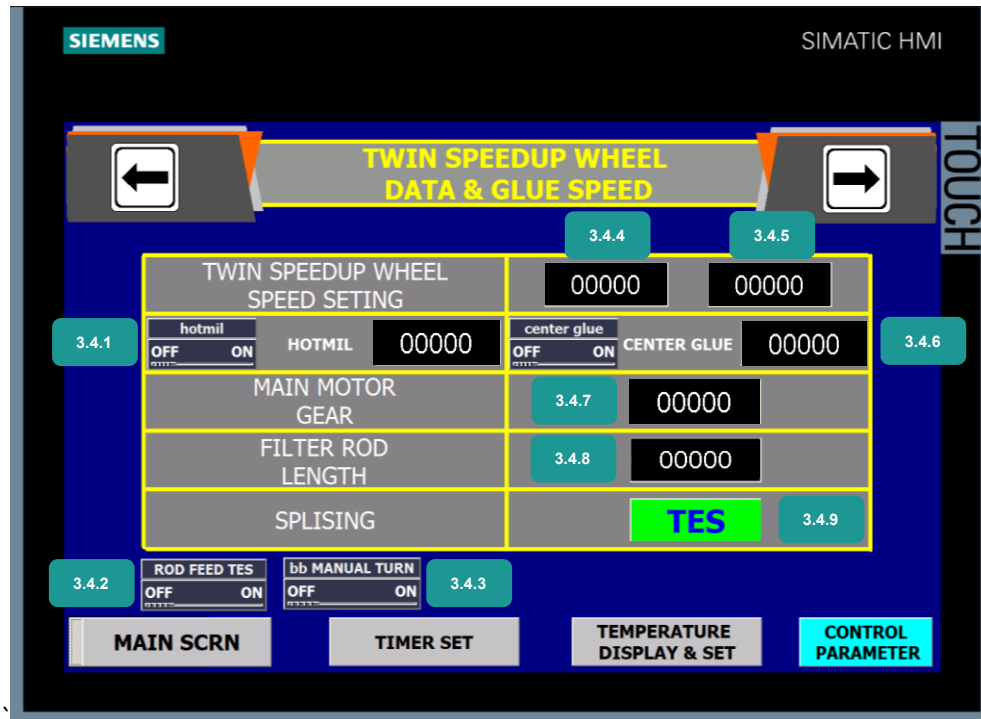 SIEMENS
SIMATIC HMI
TOUCH
TWIN SPEEDUP WHEEL
DATA & GLUE SPEED
3.4.4
3.4.5
TWIN SPEEDUP WHEEL
SPEED SETING
00000
00000
3.4.1
hotmil
OFF ON
HOTMIL
00000
center glue
OFF ON
CENTER GLUE
00000
3.4.6
MAIN MOTOR
GEAR
3.4.7
00000
FILTER ROD
LENGTH
3.4.8
00000
SPLISING
TES
3.4.9
3.4.2
ROD FEED TES
OFF ON
bb MANUAL TURN
OFF ON
3.4.3
MAIN SCRN
TIMER SET
TEMPERATURE
DISPLAY & SET
CONTROL
PARAMETER
`